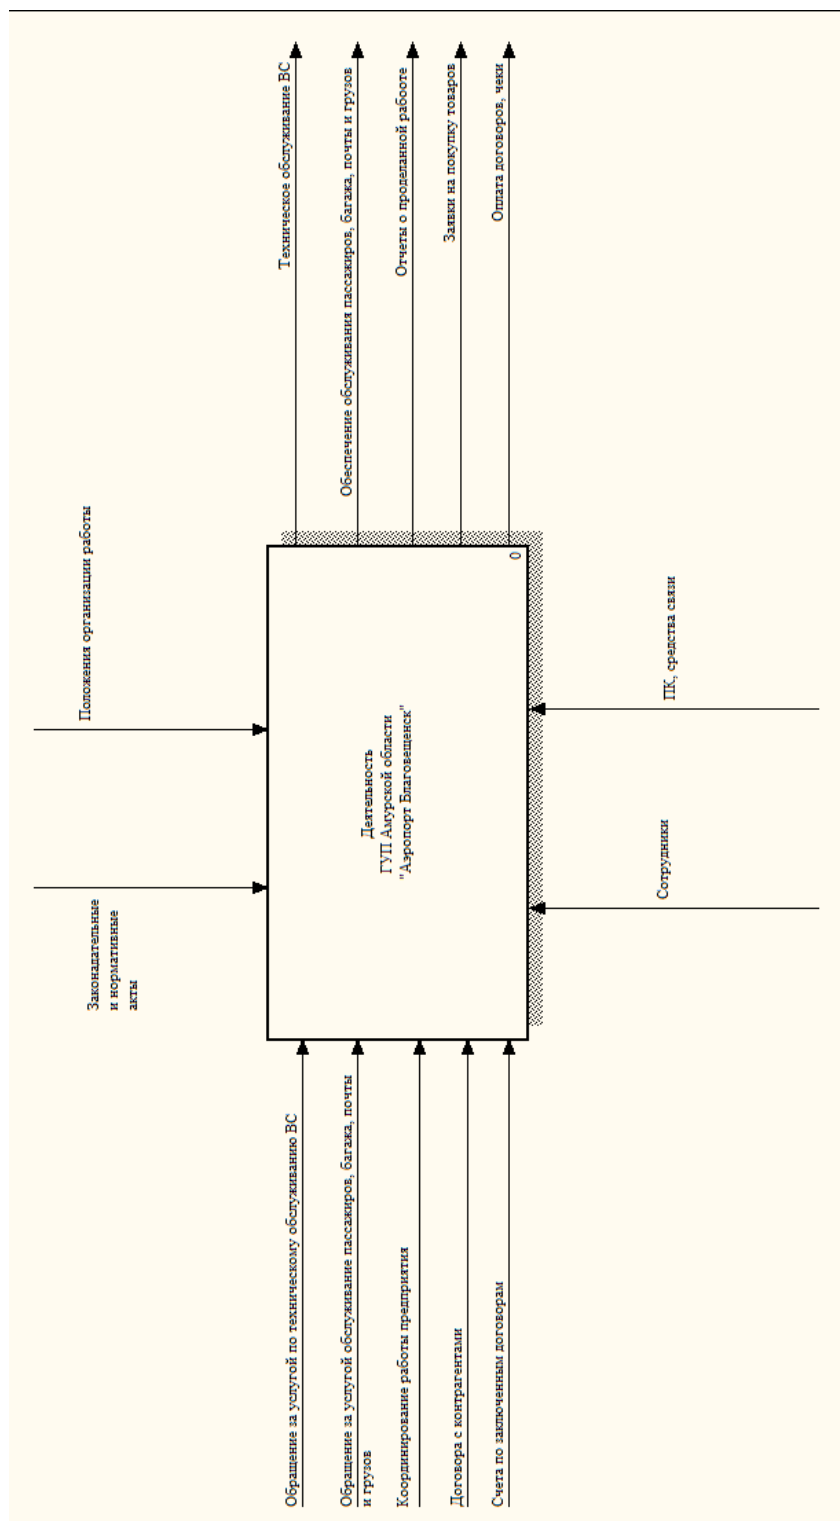 Законадательные
и нормативные
акты
Положения организации работы
Обращение за услугой по техническому обслуживанию ВС
Обращение за услугой обслуживание пассажиров, багажа, почты
и грузов
Координирование работы предприятия
Договора с контрагентами
Счета по заключенным договорам
Деятельность
ГУП Амурской области
"Аэропорт Благовещенск"
0
Техническое обслуживание ВС
Обеспечение обслуживания пассажиров, багажа, почты и грузов
Отчеты о проделанной рабооте
Заявки на покупку товаров
Оплата договоров, чеки
Сотрудники
ПК, средства связи